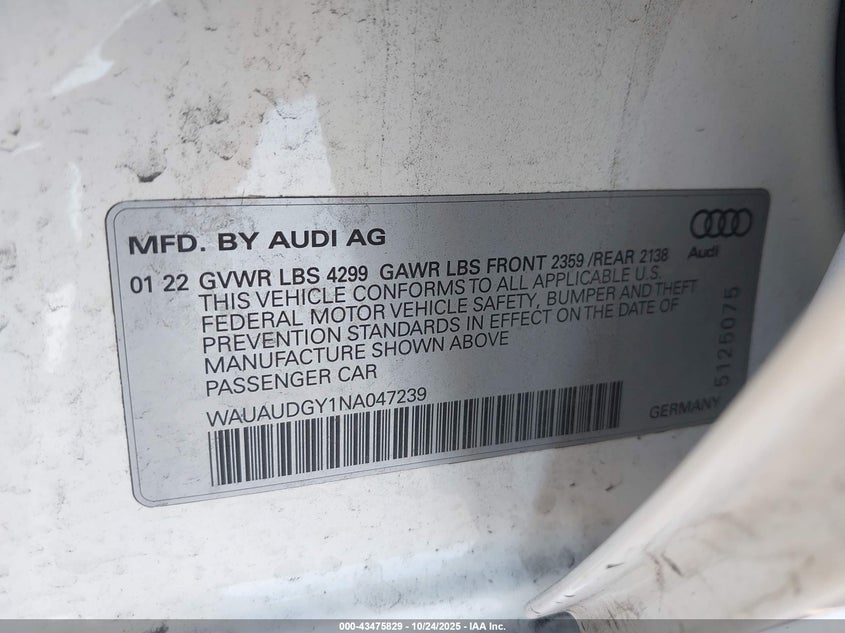 MFD. BY AUDI AG
Audi
01 22 GVWR LBS 4299 GAWR LBS FRONT 2359 /REAR 2138
THIS VEHICLE CONFORMS TO ALL APPLICABLE U.S.
FEDERAL MOTOR VEHICLE SAFETY, BUMPER AND THEFT
PREVENTION STANDARDS IN EFFECT ON THE DATE OF
MANUFACTURE SHOWN ABOVE
PASSENGER CAR
WAUAUDGY1NA047239
GERMANY
5125075
000-43475829 - 10/24/2025 - IAA Inc.